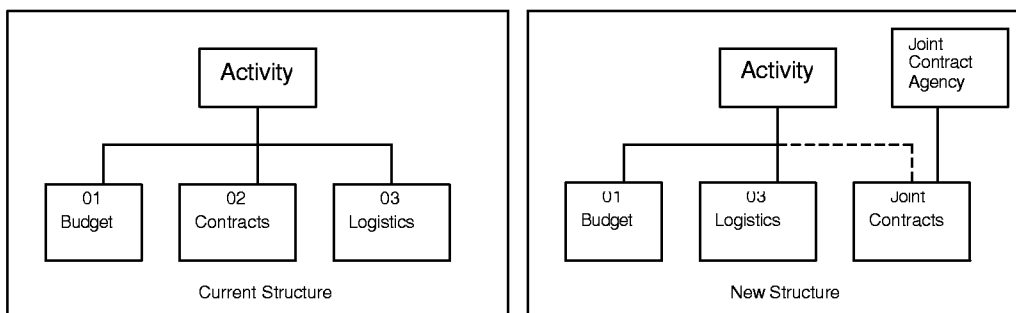 Activity
01
Budget
02
Contracts
03
Logistics
Current Structure
Joint
Contract
Agency
Activity
01
Budget
03
Logistics
Joint
Contracts
New Structure